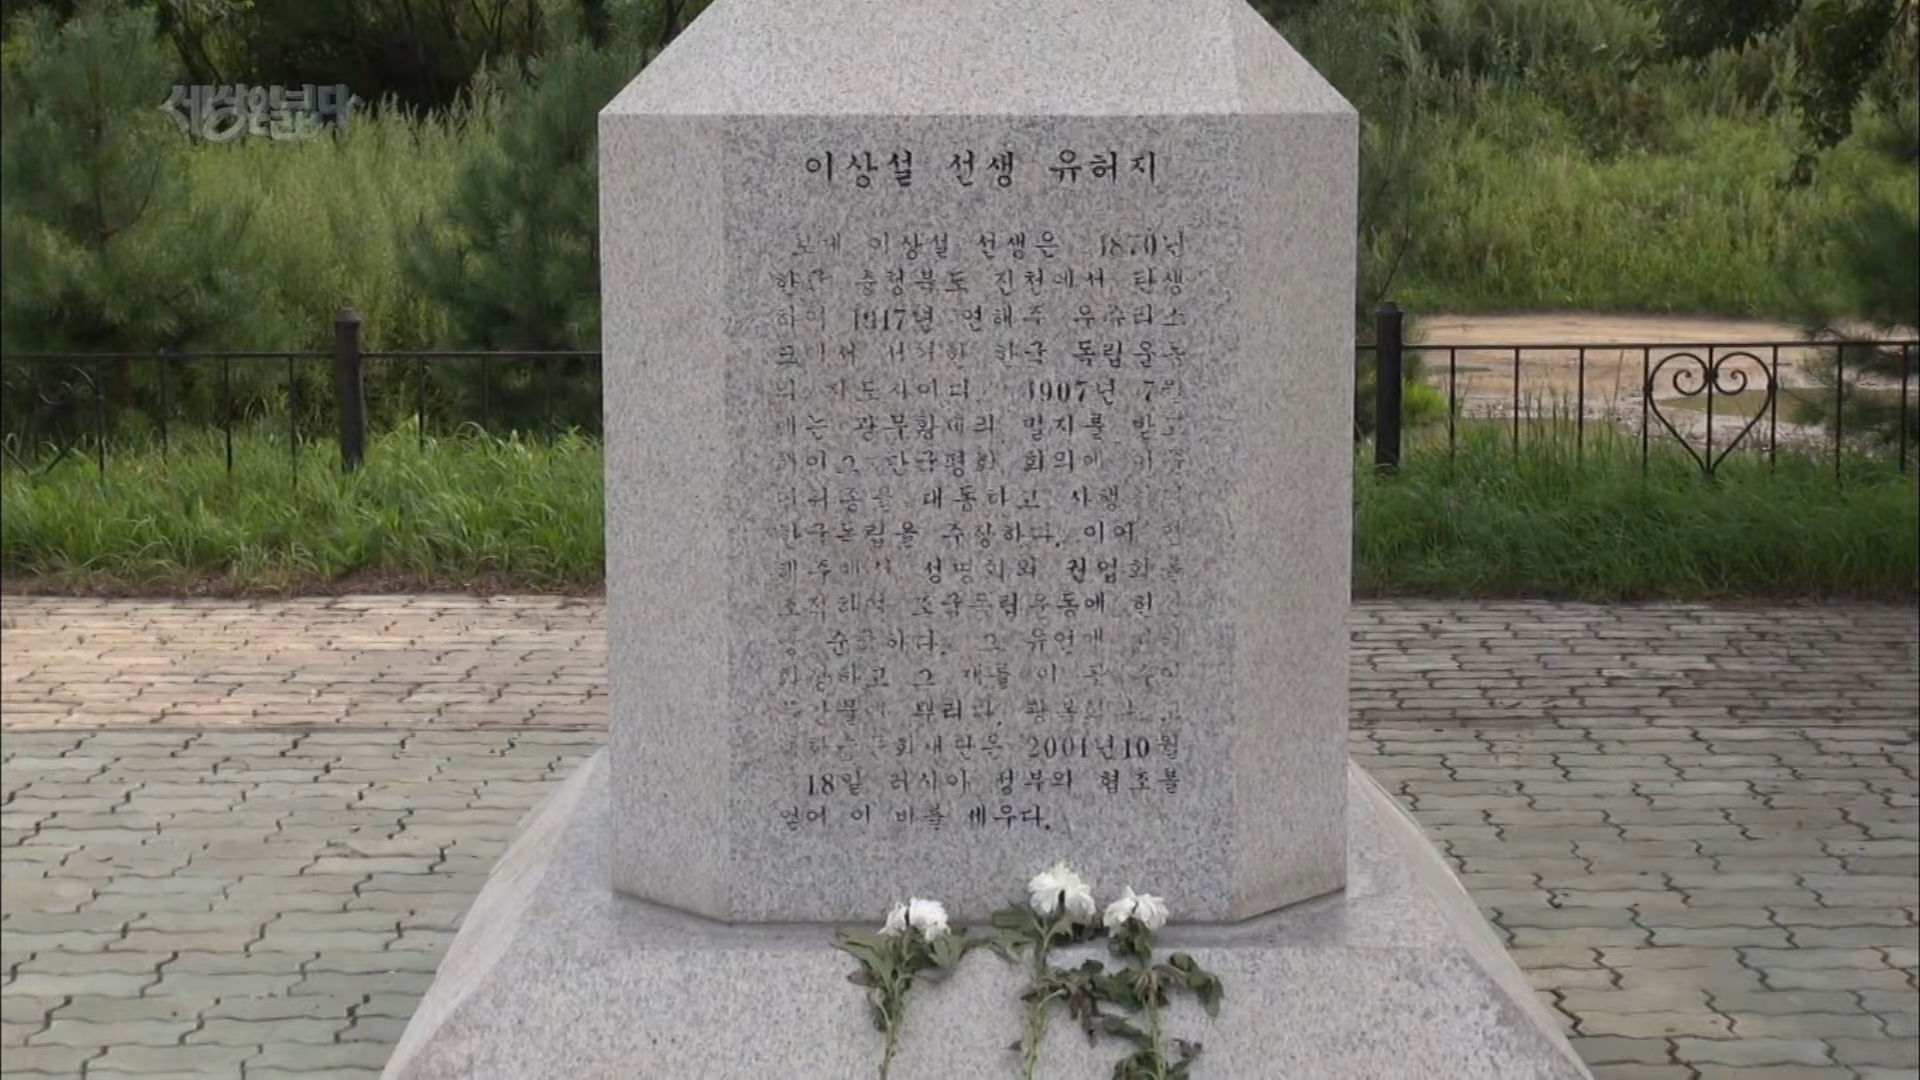 세상인본다
이상설 선생 유허지
보재 이상설 선생은 1870년
한국 충청북도 진천에서 탄생
하여 1917년 연해주 우수리스
크에서 서거한 한국 독립운동
의 지도자이다. 1907년 7월
에는 광무황제의 밀지를 받고
헤이그 만국평화 회의에 이준
이위종을 대동하고 사행하여
한국독립을 주장하다. 이어 연
해주에서 성명회와 권업회를
조직하여 조국독립운동에 헌신
중 순국하다. 그 유언에
화장하고 그 재를 이 곳 수이
푼강물에 뿌리다. 광복회와 고
려학술문화재단은 2001년10월
18일 러시아 정부의 협조를
얻어 이 비를 세우다.